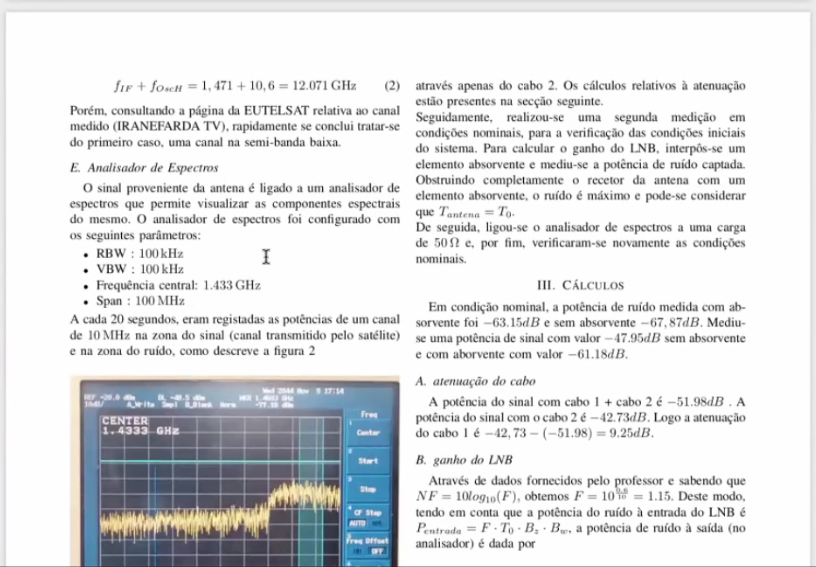 f_{IF} + f_{OscH} = 1,471 + 10,6 = 12.071 GHz (2)
Porém, consultando a página da EUTELSAT relativa ao canal
medido (IRANEFARDA TV), rapidamente se conclui tratar-se
do primeiro caso, uma canal na semi-banda baixa.
E. Analisador de Espectros
O sinal proveniente da antena é ligado a um analisador de
espectros que permite visualizar as componentes espectrais
do mesmo. O analisador de espectros foi configurado com
os seguintes parâmetros:
• RBW : 100 kHz
• VBW : 100 kHz
• Frequência central: 1.433 GHz
• Span : 100 MHz
A cada 20 segundos, eram registadas as potências de um canal
de 10 MHz na zona do sinal (canal transmitido pelo satélite)
e na zona do ruído, como descreve a figura 2
Wed 2044 Nov 5 17:14
REF -20.0 dBm
10dB/ A_Write Smpl B_Blank Norm
CENTER
1.4333 GHz
Freq
Center
Start
Stop
CF Step
AUTO
Freq Offset
OFF
através apenas do cabo 2. Os cálculos relativos à atenuação
estão presentes na secção seguinte.
Seguidamente, realizou-se uma segunda medição em
condições nominais, para a verificação das condições iniciais
do sistema. Para calcular o ganho do LNB, interpôs-se um
elemento absorvente e mediu-se a potência de ruído captada.
Obstruindo completamente o recetor da antena com um
elemento absorvente, o ruído é máximo e pode-se considerar
que T_{antena} = T_0.
De seguida, ligou-se o analisador de espectros a uma carga
de 50 Ω e, por fim, verificaram-se novamente as condições
nominais.
III. CÁLCULOS
Em condição nominal, a potência de ruído medida com ab-
sorvente foi −63.15dB e sem absorvente −67,87dB. Mediu-
se uma potência de sinal com valor −47.95dB sem absorvente
e com aborvente com valor −61.18dB.
A. atenuação do cabo
A potência do sinal com cabo 1 + cabo 2 é −51.98dB . A
potência do sinal com o cabo 2 é −42.73dB. Logo a atenuação
do cabo 1 é −42,73 − (−51.98) = 9.25dB.
B. ganho do LNB
Através de dados fornecidos pelo professor e sabendo que
NF = 10log_{10}(F), obtemos F = 10^{\frac{0.6}{10}} = 1.15. Deste modo,
tendo em conta que a potência do ruído à entrada do LNB é
P_{entrada} = F · T_0 · B_z · B_w, a potência de ruído à saída (no
analisador) é dada por